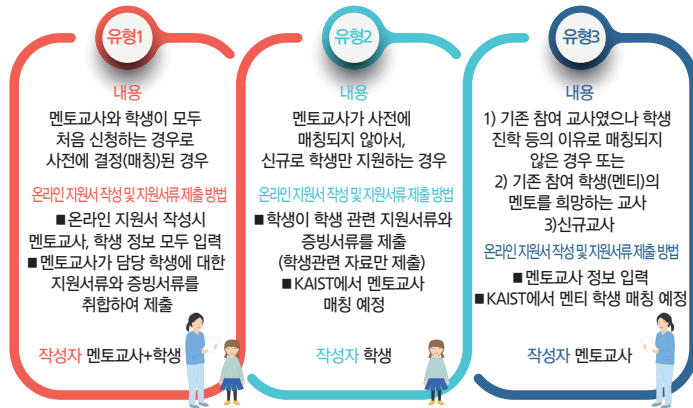 유형1
내용
멘토교사와 학생이 모두
처음 신청하는 경우로
사전에 결정(매칭)된 경우
온라인 지원서 작성 및 지원서류 제출 방법
■ 온라인 지원서 작성시
멘토교사, 학생 정보 모두 입력
■ 멘토교사가 담당 학생에 대한
지원서류와 증빙서류를
취합하여 제출
작성자 멘토교사+학생
유형2
내용
멘토교사가 사전에
매칭되지 않아서,
신규로 학생만 지원하는 경우
온라인 지원서 작성 및 지원서류 제출 방법
■ 학생이 학생 관련 지원서류와
증빙서류를 제출
(학생관련 자료만 제출)
■ KAIST에서 멘토교사
매칭 예정
작성자 학생
유형3
내용
1) 기존 참여 교사였으나 학생
진학 등의 이유로 매칭되지
않은 경우 또는
2) 기존 참여 학생(멘티)의
멘토를 희망하는 교사
3)신규교사
온라인 지원서 작성 및 지원서류 제출 방법
■ 멘토교사 정보 입력
■ KAIST에서 멘티 학생 매칭 예정
작성자 멘토교사